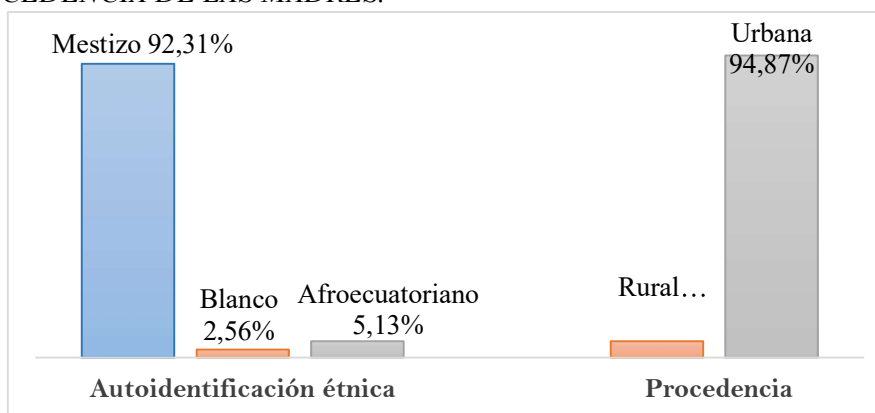 CEDENCIA DE LAS MADRES.
Mestizo 92,31%
Urbana
94,87%
Blanco
2,56%
Afroecuatoriano
5,13%
Rural…
Autoidentificación étnica
Procedencia